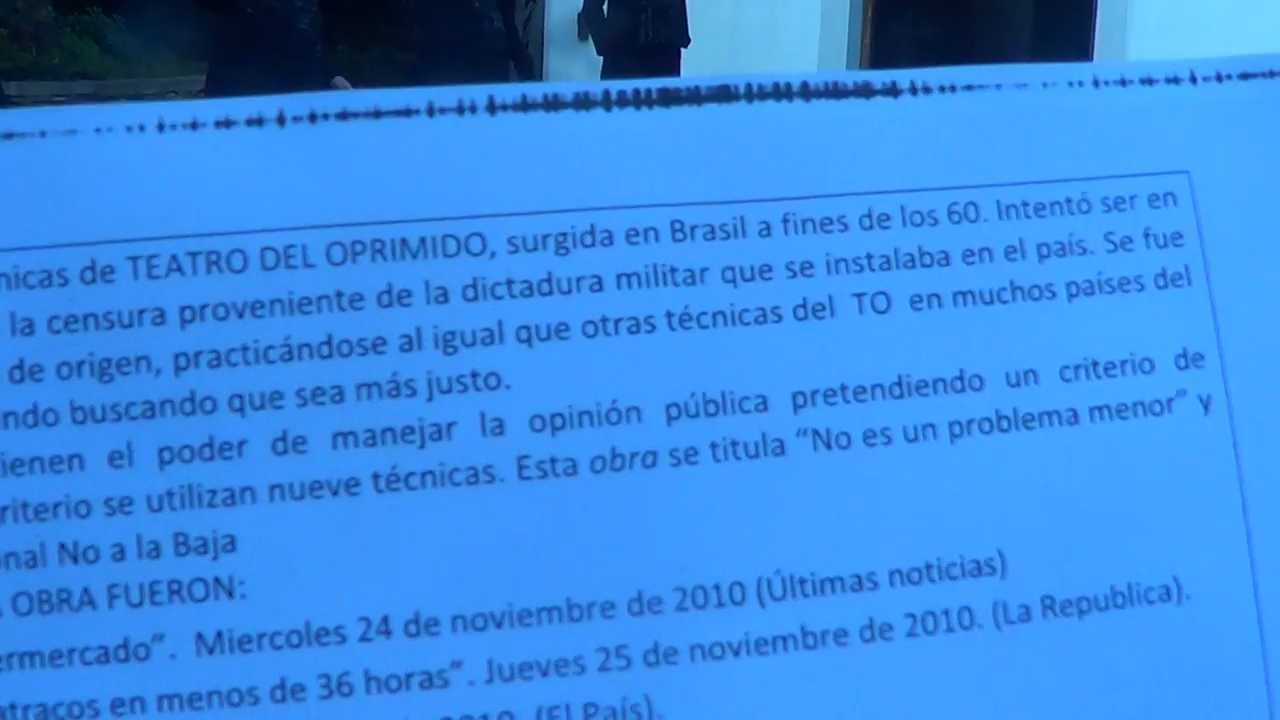 nicas de TEATRO DEL OPRIMIDO, surgida en Brasil a fines de los 60. Intentó ser en
la censura proveniente de la dictadura militar que se instalaba en el país. Se fue
de origen, practicándose al igual que otras técnicas del TO en muchos países del
ndo buscando que sea más justo.
ienen el poder de manejar la opinión pública pretendiendo un criterio de
riterio se utilizan nueve técnicas. Esta obra se titula “No es un problema menor” y
onal No a la Baja
OBRA FUERON:
ermercado”. Miercoles 24 de noviembre de 2010 (Últimas noticias)
atracos en menos de 36 horas”. Jueves 25 de noviembre de 2010. (La Republica).
2010. (El País).